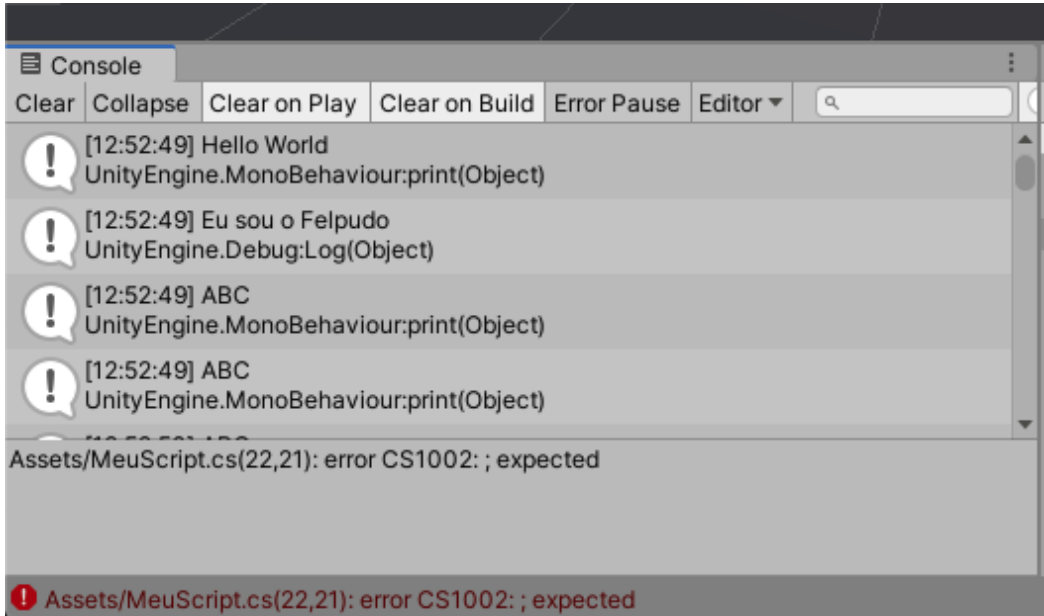 Console
Clear Collapse Clear on Play Clear on Build Error Pause Editor
[12:52:49] Hello World
UnityEngine.MonoBehaviour:print(Object)
[12:52:49] Eu sou o Felpudo
UnityEngine.Debug:Log(Object)
[12:52:49] ABC
UnityEngine.MonoBehaviour:print(Object)
[12:52:49] ABC
UnityEngine.MonoBehaviour:print(Object)
Assets/MeuScript.cs(22,21): error CS1002: ; expected
Assets/MeuScript.cs(22,21): error CS1002: ; expected